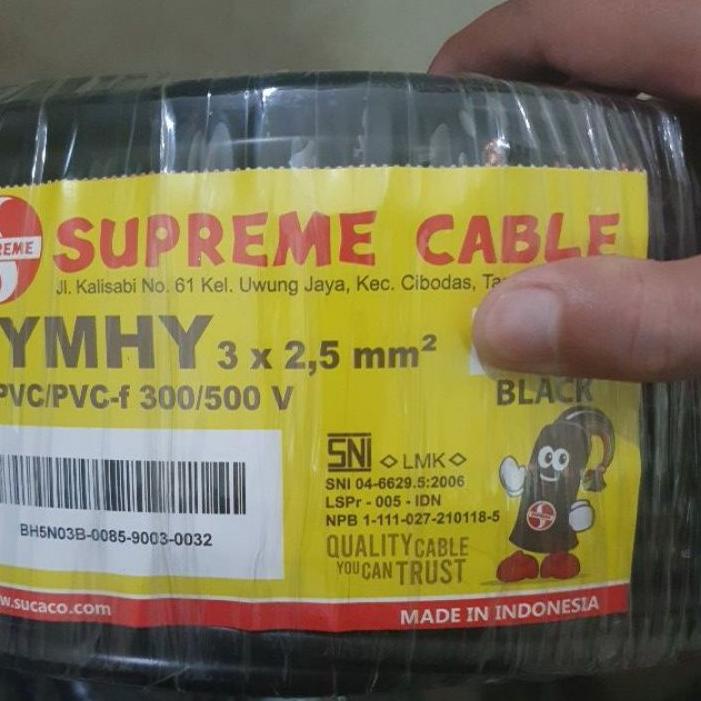 SUPREME CABLE
Jl. Kalisabi No. 61 Kel. Uwung Jaya, Kec. Cibodas,
YMHY 3 x 2,5 mm²
PVC/PVC-f 300/500 V
BLACK
SNI LMK
SNI 04-6629.5:2006
LSPr - 005 - IDN
NPB 1-111-027-210118-5
BH5N03B-0085-9003-0032
QUALITY CABLE
YOU CAN TRUST
w.sucaco.com
MADE IN INDONESIA